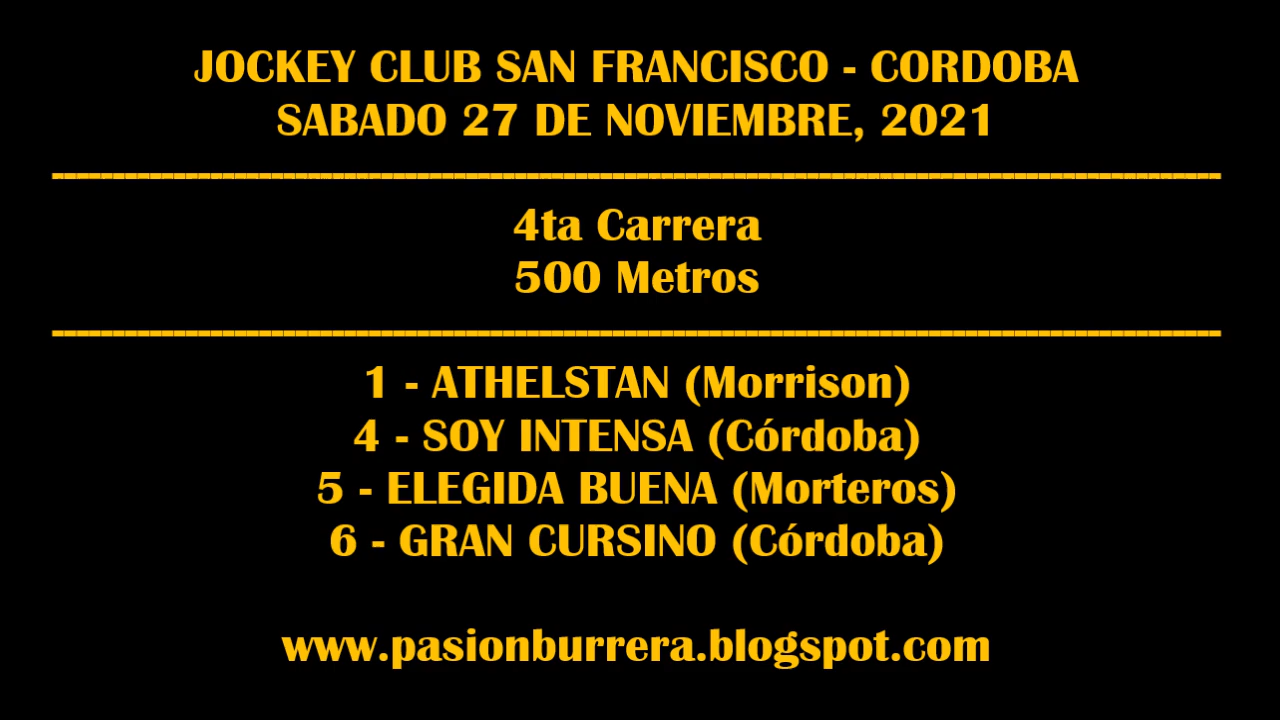 JOCKEY CLUB SAN FRANCISCO - CORDOBA
SABADO 27 DE NOVIEMBRE, 2021
4ta Carrera
500 Metros
1 - ATHELSTAN (Morrison)
4 - SOY INTENSA (Córdoba)
5 - ELEGIDA BUENA (Morteros)
6 - GRAN CURSINO (Córdoba)
www.pasionburrera.blogspot.com